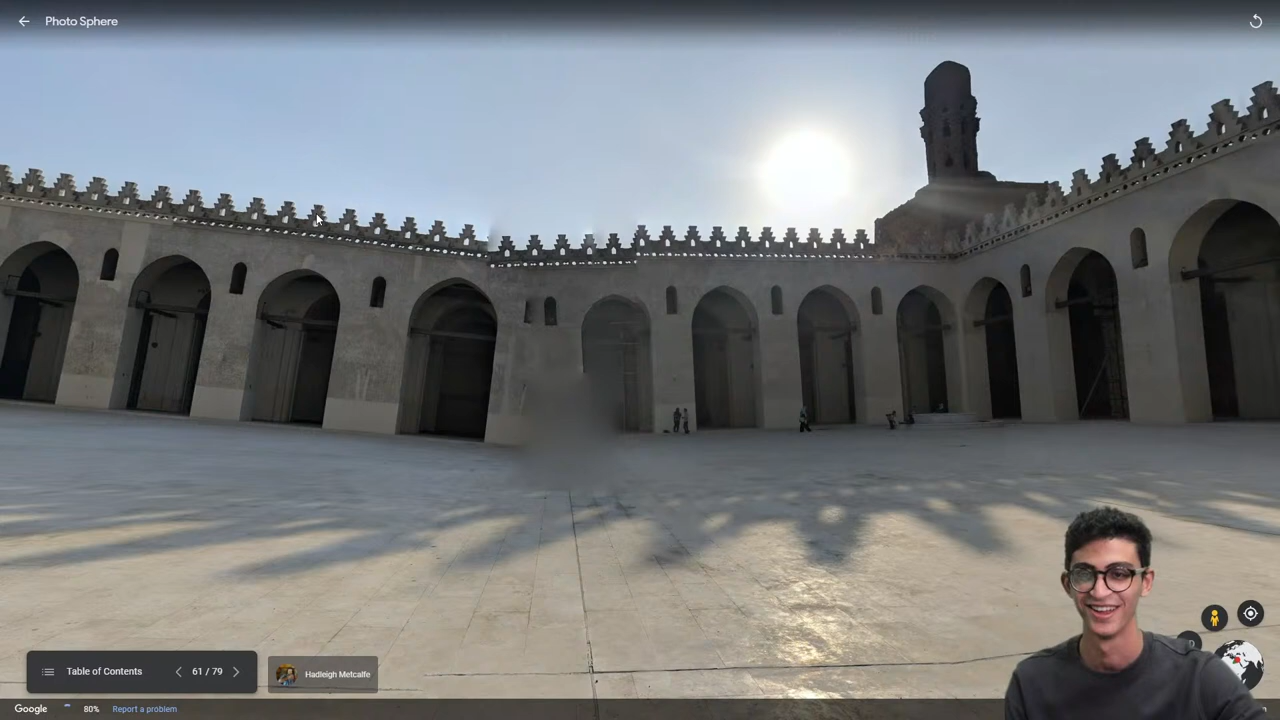 Photo Sphere
Table of Contents
61 / 79
Hadleigh Metcalfe
Google
80%
Report a problem